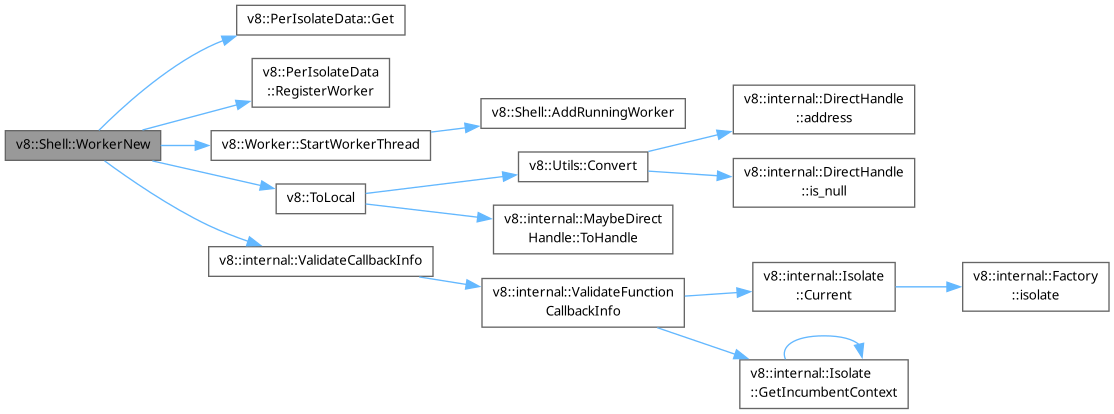 v8::PerIsolateData::Get
v8::PerIsolateData
::RegisterWorker
v8::Shell::WorkerNew
v8::Worker::StartWorkerThread
v8::Shell::AddRunningWorker
v8::internal::DirectHandle
::address
v8::ToLocal
v8::Utils::Convert
v8::internal::DirectHandle
::is_null
v8::internal::MaybeDirect
Handle::ToHandle
v8::internal::ValidateCallbackInfo
v8::internal::ValidateFunction
CallbackInfo
v8::internal::Isolate
::Current
v8::internal::Factory
::isolate
v8::internal::Isolate
::GetIncumbentContext